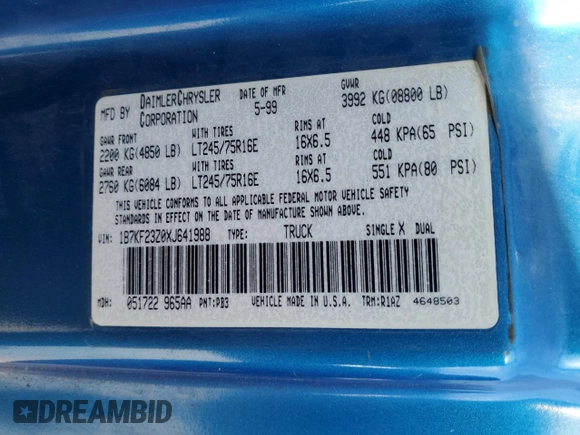 MFD BY DAIMLERCHRYSLER CORPORATION DATE OF MFR 5-99 GVWR 3992 KG(08800 LB)
GAWR FRONT WITH TIRES RIMS AT COLD
2200 KG(4850 LB) LT245/75R16E 16X6.5 448 KPA(65 PSI)
GAWR REAR WITH TIRES RIMS AT COLD
2760 KG(6084 LB) LT245/75R16E 16X6.5 551 KPA(80 PSI)
THIS VEHICLE CONFORMS TO ALL APPLICABLE FEDERAL MOTOR VEHICLE SAFETY
STANDARDS IN EFFECT ON THE DATE OF MANUFACTURE SHOWN ABOVE.
VIN: 1B7KF23Z0XJ641988 TYPE: TRUCK SINGLE X DUAL
MDH: 051722 965AA PNT:PB3 VEHICLE MADE IN U.S.A. TRM:R1AZ 4648503
DREAMBID